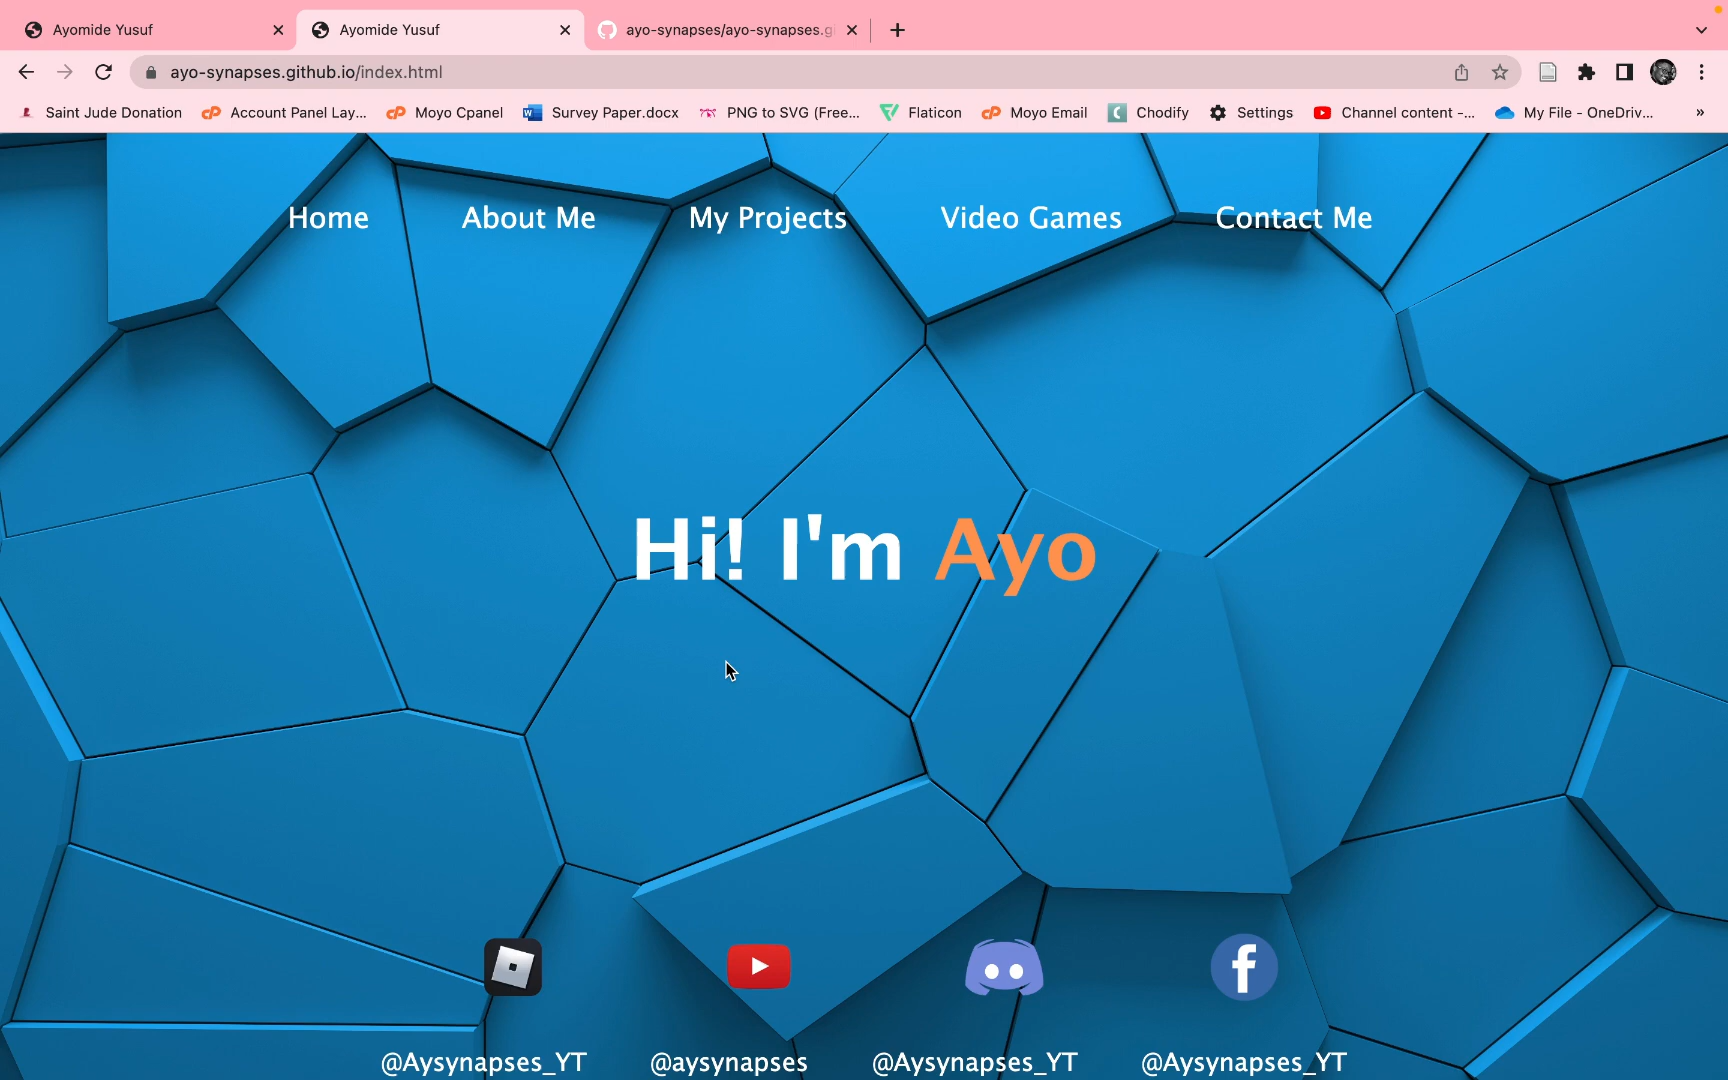 Ayomide Yusuf
Ayomide Yusuf
ayo-synapses/ayo-synapses.gi
ayo-synapses.github.io/index.html
Saint Jude Donation
Account Panel Lay...
Moyo Cpanel
Survey Paper.docx
PNG to SVG (Free...
Flaticon
Moyo Email
Chodify
Settings
Channel content -...
My File - OneDriv...
»
Home
About Me
My Projects
Video Games
Contact Me
Hi! I'm Ayo
@Aysynapses_YT
@aysynapses
@Aysynapses_YT
@Aysynapses_YT